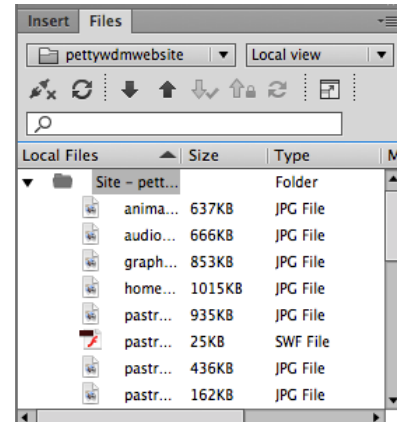 Insert Files
pettywdmwebsite Local view
Local Files Size Type M
Site – pett... Folder
anima... 637KB JPG File
audio... 666KB JPG File
graph... 853KB JPG File
home... 1015KB JPG File
pastr... 935KB JPG File
pastr... 25KB SWF File
pastr... 436KB JPG File
pastr... 162KB JPG File